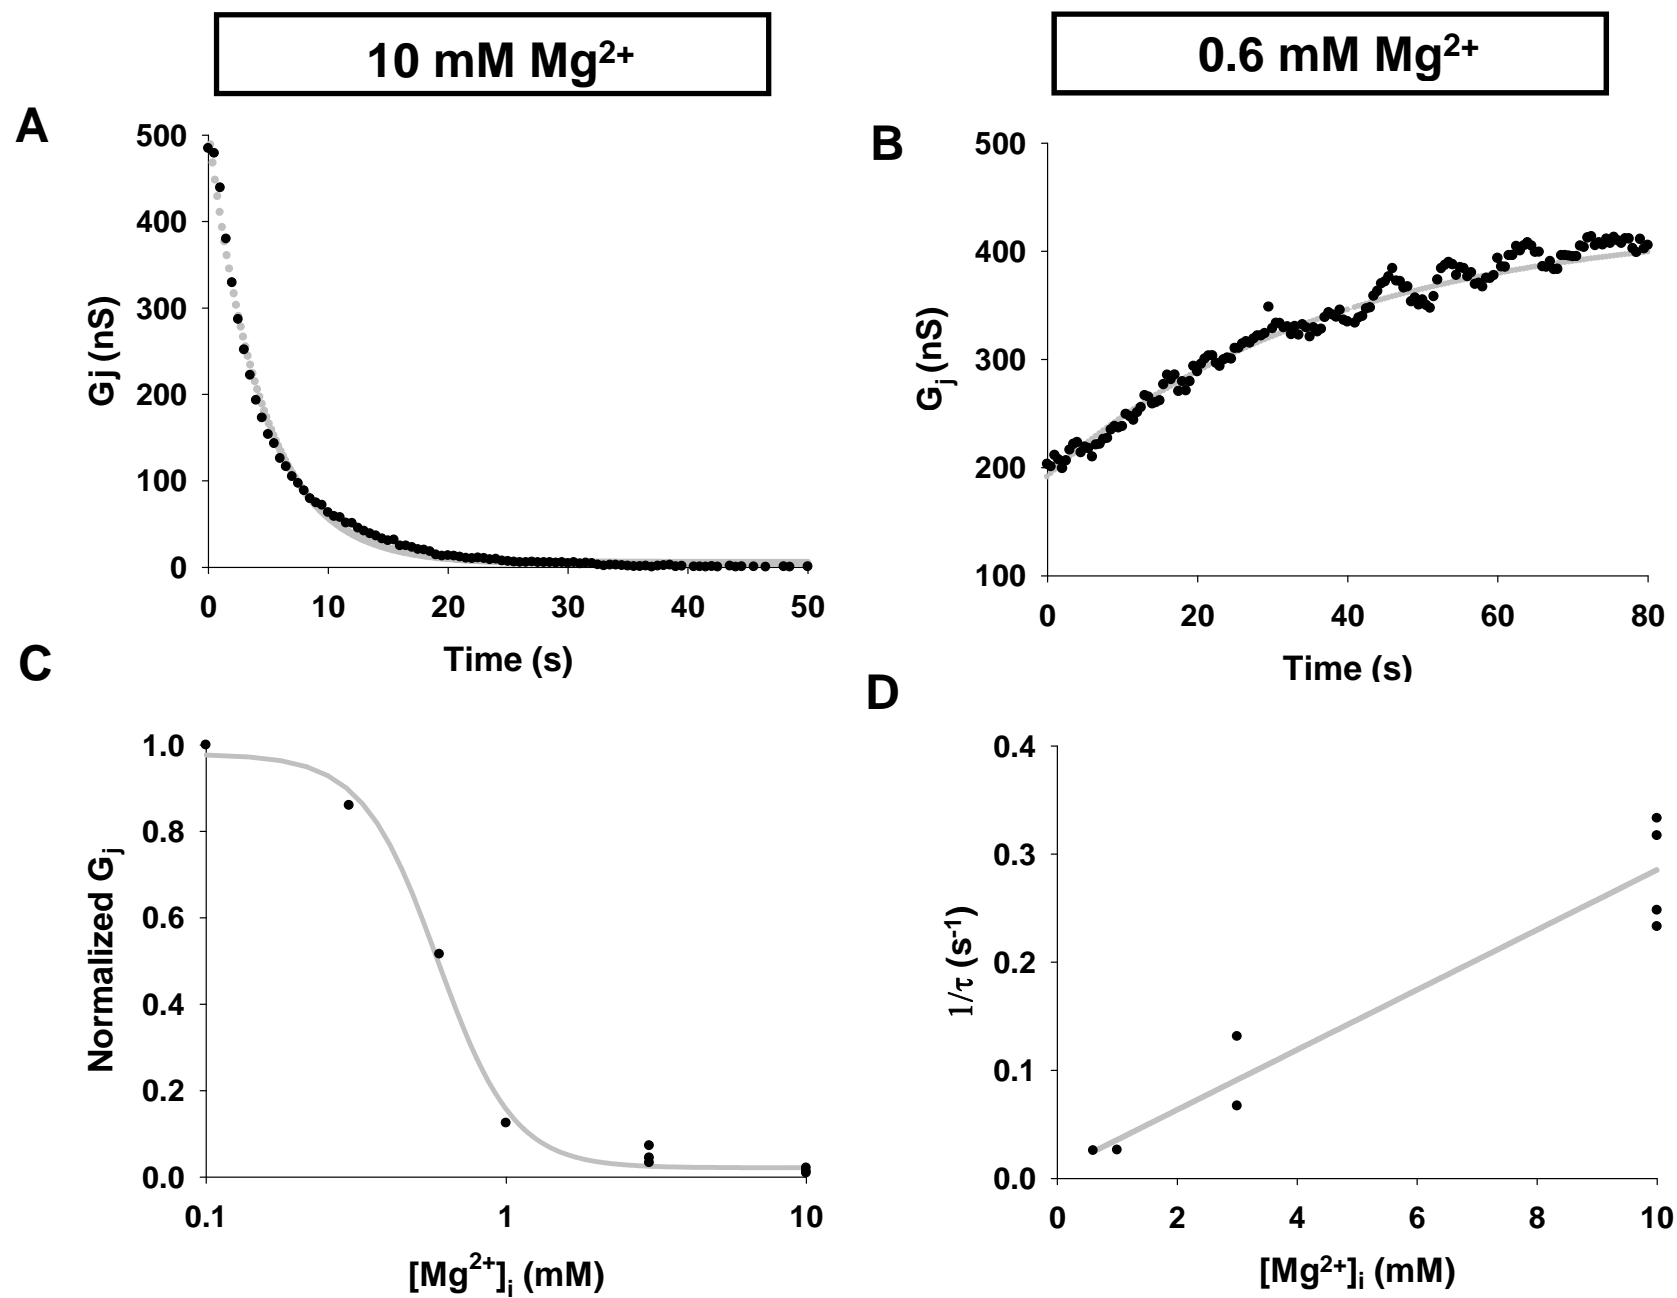 10 mM Mg²⁺
0.6 mM Mg²⁺
A
500
400
300
200
100
0
Gj (nS)
0 10 20 30 40 50
Time (s)
B
500
400
300
200
100
Gⱼ (nS)
0 20 40 60 80
Time (s)
C
1.0
0.8
0.6
0.4
0.2
0.0
Normalized Gⱼ
0.1 1 10
[Mg²⁺]ᵢ (mM)
D
0.4
0.3
0.2
0.1
0.0
1/τ (s⁻¹)
0 2 4 6 8 10
[Mg²⁺]ᵢ (mM)